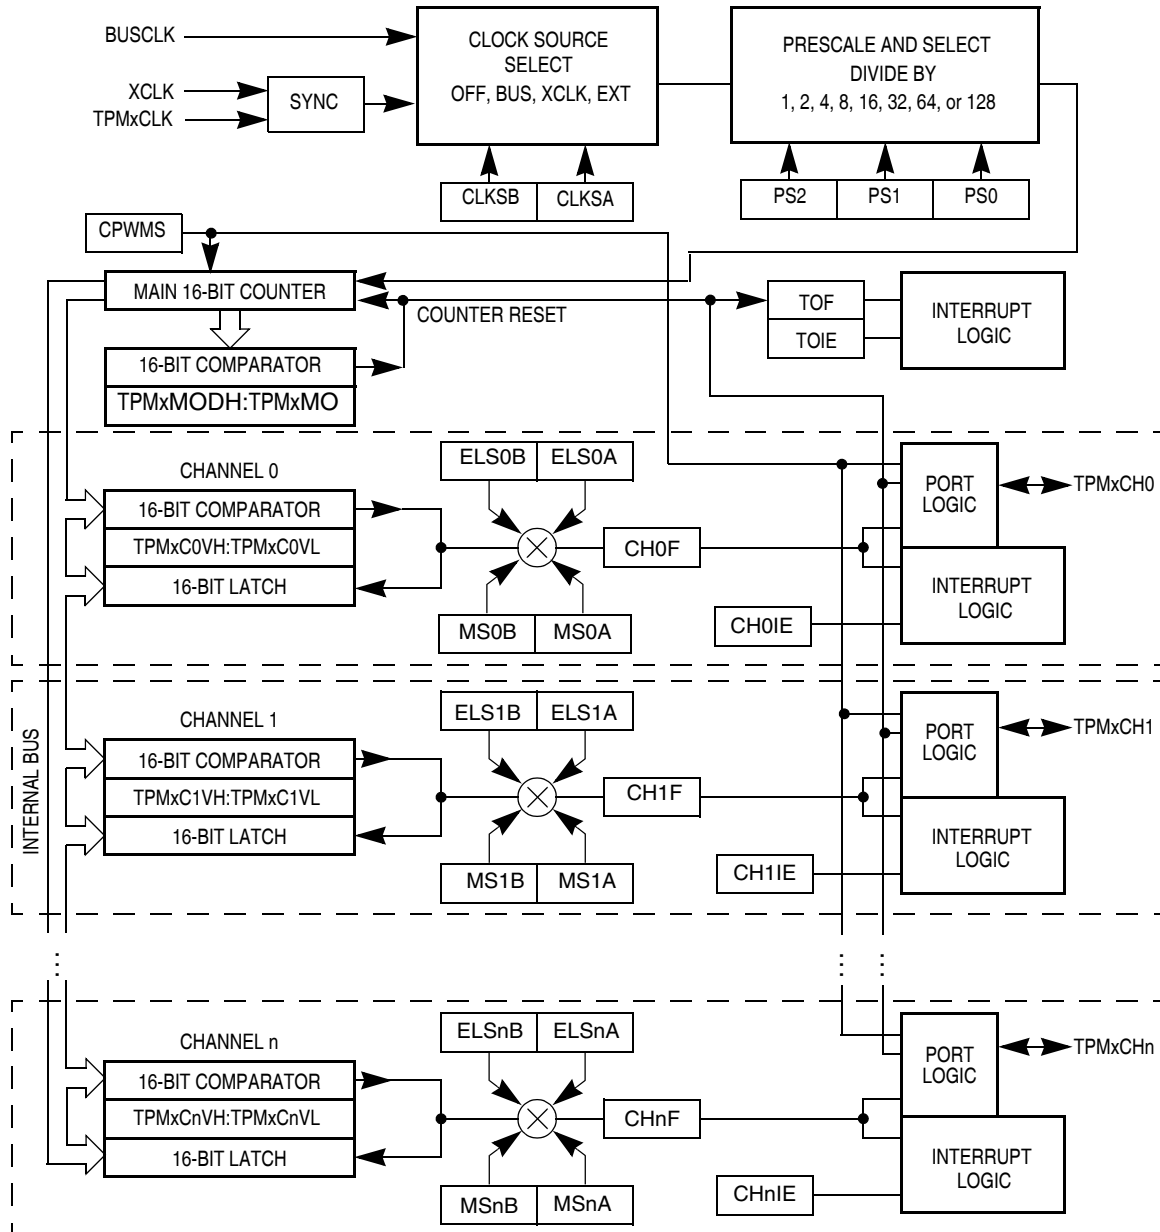 BUSCLK
XCLK
TPMxCLK
SYNC
CLOCK SOURCE
SELECT
OFF, BUS, XCLK, EXT
PRESCALE AND SELECT
DIVIDE BY
1, 2, 4, 8, 16, 32, 64, or 128
CLKSB
CLKSA
PS2
PS1
PS0
CPWMS
MAIN 16-BIT COUNTER
COUNTER RESET
TOF
TOIE
INTERRUPT
LOGIC
16-BIT COMPARATOR
TPMxMODH:TPMxMO
INTERNAL BUS
CHANNEL 0
ELS0B
ELS0A
16-BIT COMPARATOR
TPMxC0VH:TPMxC0VL
16-BIT LATCH
CH0F
MS0B
MS0A
CH0IE
PORT
LOGIC
TPMxCH0
INTERRUPT
LOGIC
CHANNEL 1
ELS1B
ELS1A
16-BIT COMPARATOR
TPMxC1VH:TPMxC1VL
16-BIT LATCH
CH1F
MS1B
MS1A
CH1IE
PORT
LOGIC
TPMxCH1
INTERRUPT
LOGIC
...
...
...
CHANNEL n
ELSnB
ELSnA
16-BIT COMPARATOR
TPMxCnVH:TPMxCnVL
16-BIT LATCH
CHnF
MSnB
MSnA
CHnIE
PORT
LOGIC
TPMxCHn
INTERRUPT
LOGIC